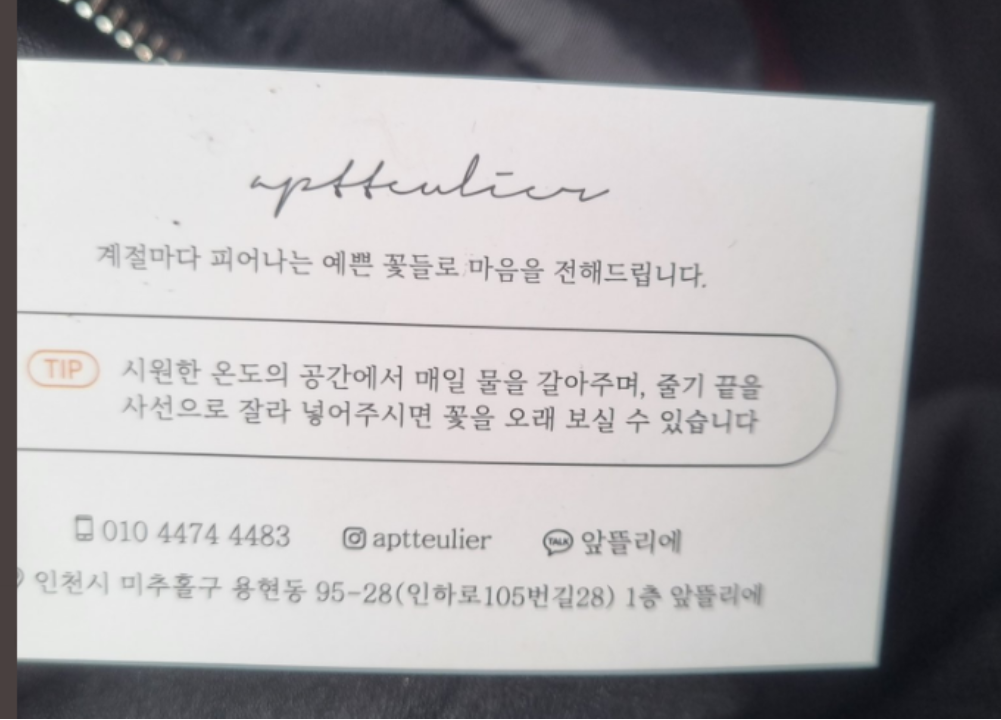 aptteulier
계절마다 피어나는 예쁜 꽃들로 마음을 전해드립니다.
TIP 시원한 온도의 공간에서 매일 물을 갈아주며, 줄기 끝을
사선으로 잘라 넣어주시면 꽃을 오래 보실 수 있습니다
010 4474 4483 aptteulier TALK 앞뜰리에
인천시 미추홀구 용현동 95-28(인하로105번길28) 1층 앞뜰리에